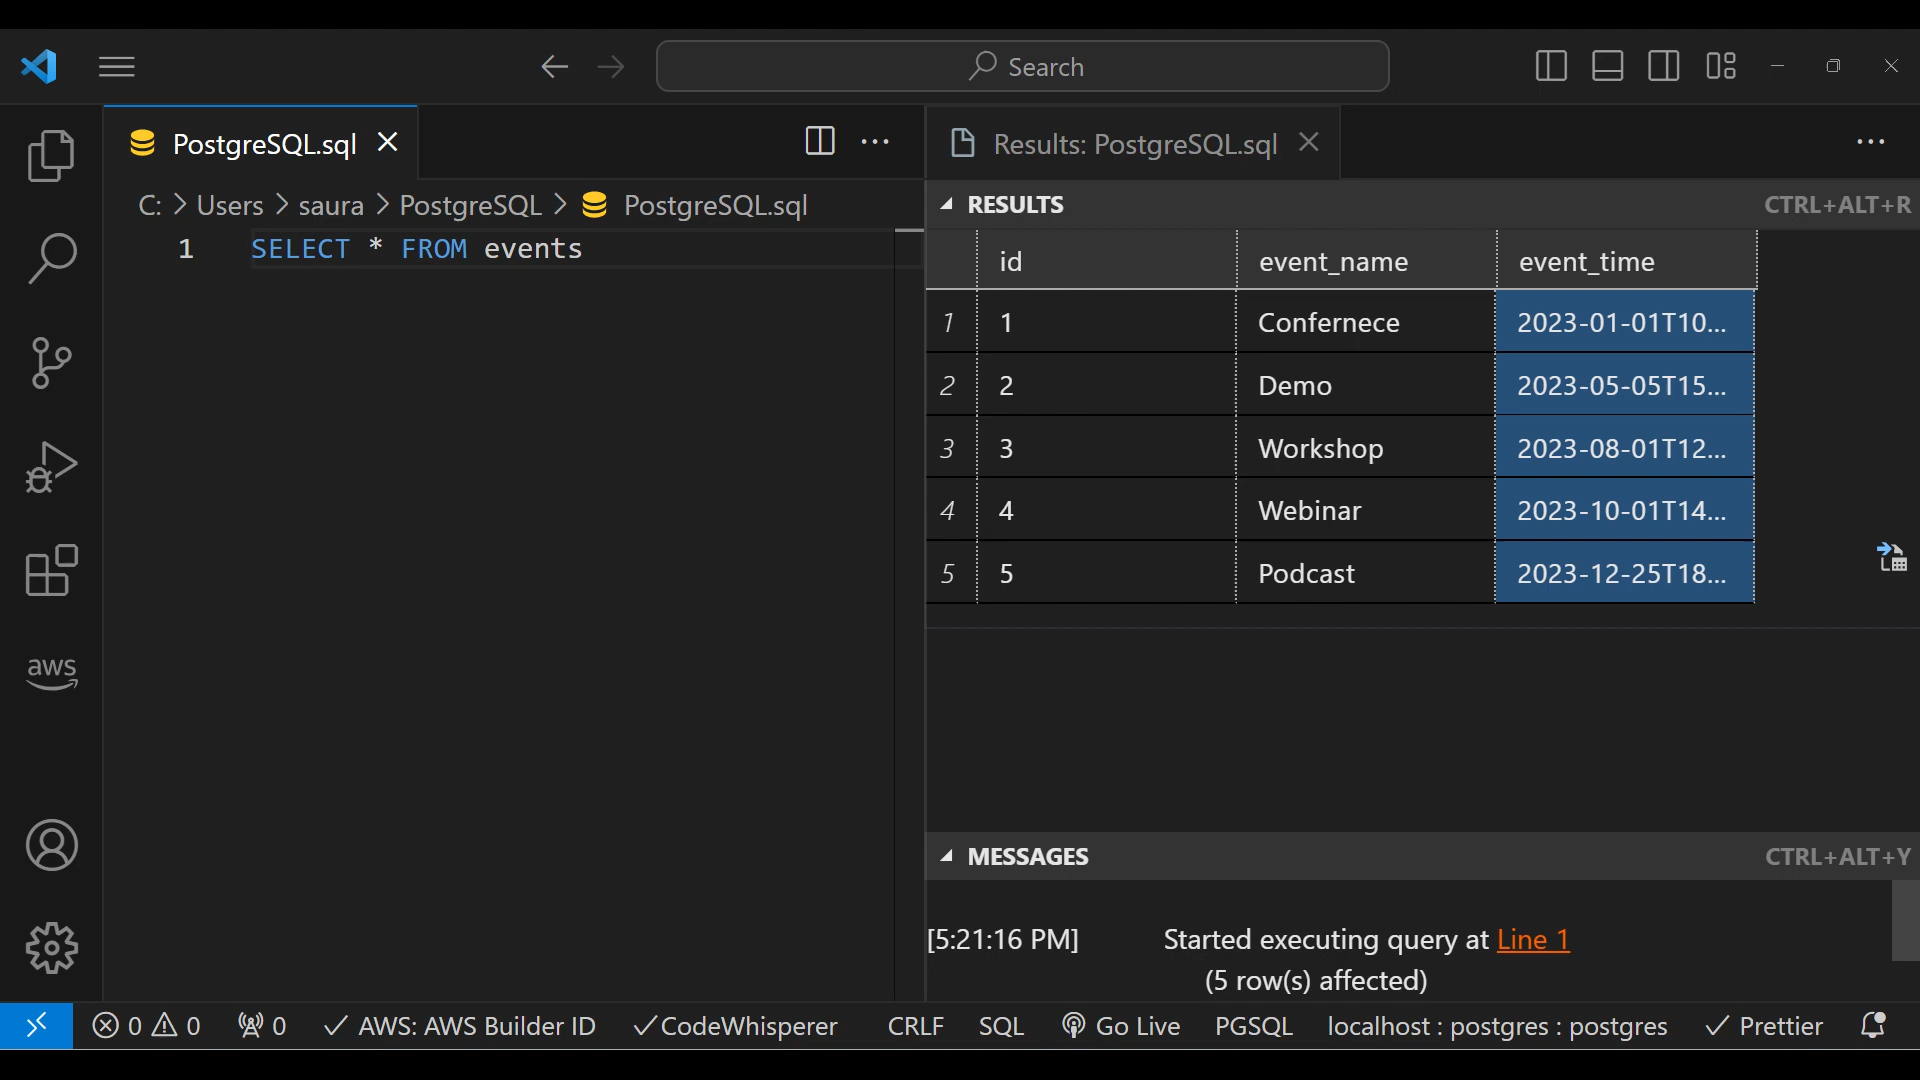 Search
PostgreSQL.sql
Results: PostgreSQL.sql
C: > Users > saura > PostgreSQL > PostgreSQL.sql
1 SELECT * FROM events
RESULTS CTRL+ALT+R
id event_name event_time
1 1 Confernece 2023-01-01T10...
2 2 Demo 2023-05-05T15...
3 3 Workshop 2023-08-01T12...
4 4 Webinar 2023-10-01T14...
5 5 Podcast 2023-12-25T18...
aws
MESSAGES CTRL+ALT+Y
[5:21:16 PM] Started executing query at Line 1
(5 row(s) affected)
0 0 0 AWS: AWS Builder ID CodeWhisperer CRLF SQL Go Live PGSQL localhost : postgres : postgres Prettier